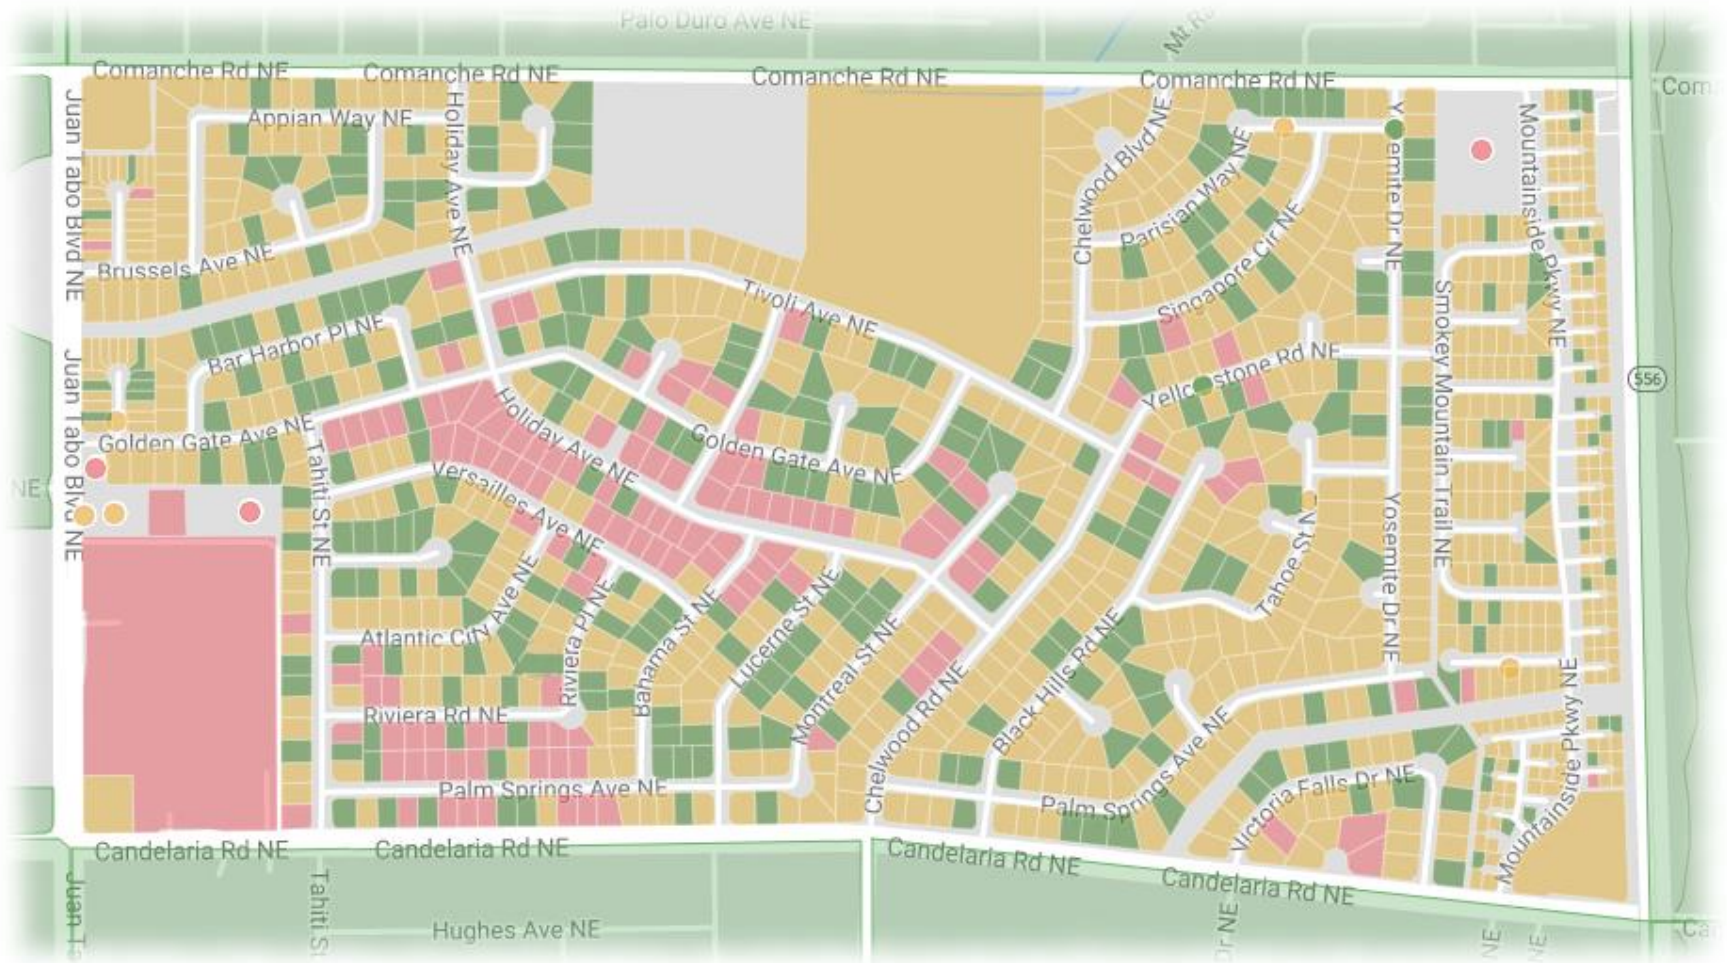 Palo Duro Ave NE
Comanche Rd NE
Comanche Rd NE
Comanche Rd NE
Comanche Rd NE
Juan Tabo Blvd NE
Appian Way NE
Holiday Ave NE
Chelwood Blvd NE
Parisian Way NE
Mountainside Pkwy NE
Brussels Ave NE
Singapore Cir NE
Tivoli Ave NE
Smokey Mountain Trail NE
Bar Harbor Pl NE
Juan Tabo Blvd NE
556
Golden Gate Ave NE
Tahiti St NE
Holiday Ave NE
Golden Gate Ave NE
Versailles Ave NE
NE
Yosemite Dr NE
Atlantic City Ave NE
Riviera Pl NE
Bahama St NE
Lucerne St NE
Montreal St NE
Black Hills Rd NE
Riviera Rd NE
Chelwood Rd NE
Palm Springs Ave NE
Palm Springs Ave NE
Palm Springs Ave NE
Victoria Falls Dr NE
Mountainside Pkwy NE
Mountainside Pkwy NE
Candelaria Rd NE
Candelaria Rd NE
Candelaria Rd NE
Candelaria Rd NE
Hughes Ave NE
Dr NE
NE
NE